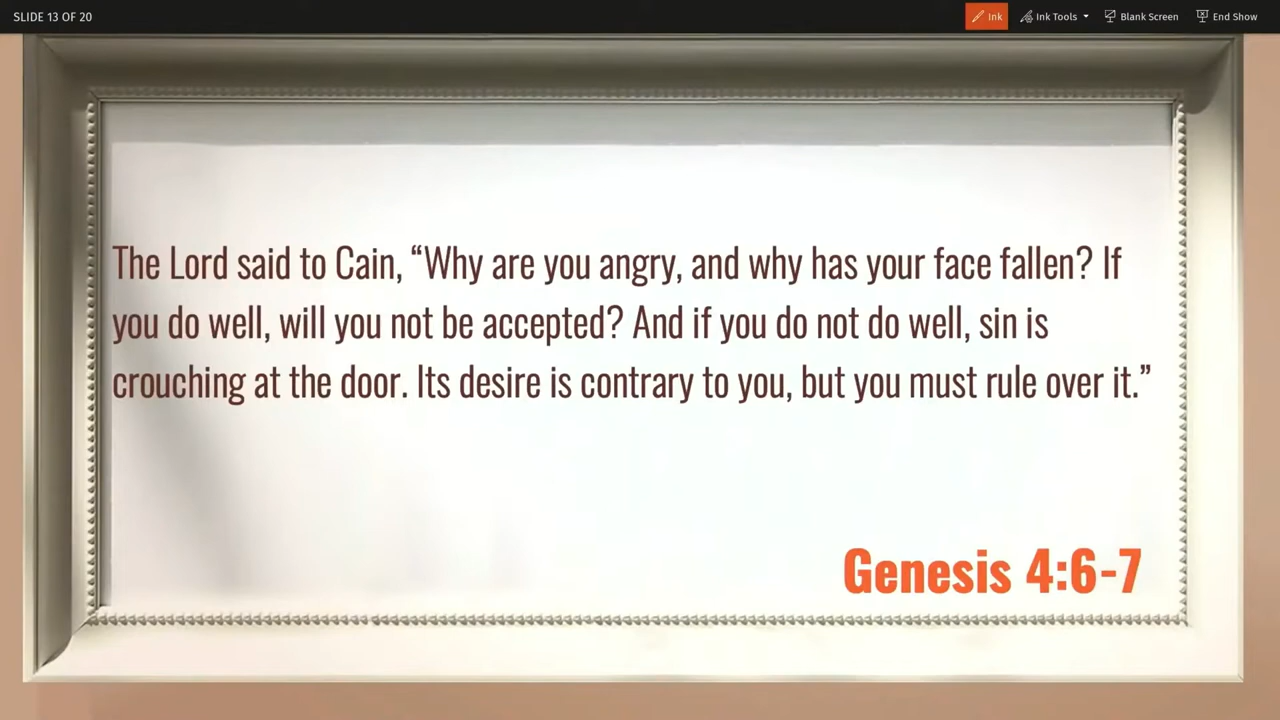 SLIDE 13 OF 20
Ink
Ink Tools
Blank Screen
End Show
The Lord said to Cain, “Why are you angry, and why has your face fallen? If
you do well, will you not be accepted? And if you do not do well, sin is
crouching at the door. Its desire is contrary to you, but you must rule over it.”
Genesis 4:6-7